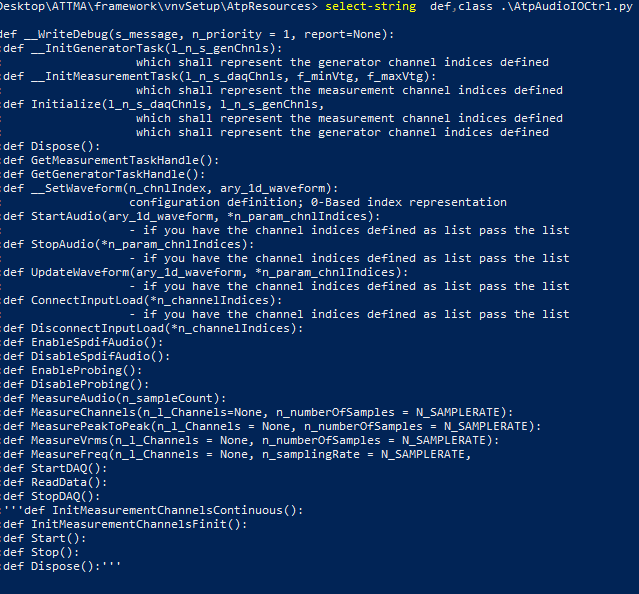 Desktop\ATTMA\framework\vnvSetup\AtpResources> select-string  def,class .\AtpAudioIOCtrl.py
def __WriteDebug(s_message, n_priority = 1, report=None):
:def __InitGeneratorTask(l_n_s_genChnls):
: which shall represent the generator channel indices defined
:def __InitMeasurementTask(l_n_s_daqChnls, f_minVtg, f_maxVtg):
: which shall represent the measurement channel indices defined
:def Initialize(l_n_s_daqChnls, l_n_s_genChnls,
: which shall represent the measurement channel indices defined
: which shall represent the generator channel indices defined
:def Dispose():
:def GetMeasurementTaskHandle():
:def GetGeneratorTaskHandle():
:def __SetWaveform(n_chnlIndex, ary_1d_waveform):
: configuration definition; 0-Based index representation
:def StartAudio(ary_1d_waveform, *n_param_chnlIndices):
: - if you have the channel indices defined as list pass the list
:def StopAudio(*n_param_chnlIndices):
: - if you have the channel indices defined as list pass the list
:def UpdateWaveform(ary_1d_waveform, *n_param_chnlIndices):
: - if you have the channel indices defined as list pass the list
:def ConnectInputLoad(*n_channelIndices):
: - if you have the channel indices defined as list pass the list
:def DisconnectInputLoad(*n_channelIndices):
:def EnableSpdifAudio():
:def DisableSpdifAudio():
:def EnableProbing():
:def DisableProbing():
:def MeasureAudio(n_sampleCount):
:def MeasureChannels(n_l_Channels=None, n_numberOfSamples = N_SAMPLERATE):
:def MeasurePeakToPeak(n_l_Channels = None, n_numberOfSamples = N_SAMPLERATE):
:def MeasureVrms(n_l_Channels = None, n_numberOfSamples = N_SAMPLERATE):
:def MeasureFreq(n_l_Channels = None, n_samplingRate = N_SAMPLERATE,
:def StartDAQ():
:def ReadData():
:def StopDAQ():
:'''def InitMeasurementChannelsContinuous():
:def InitMeasurementChannelsFinit():
:def Start():
:def Stop():
:def Dispose():'''